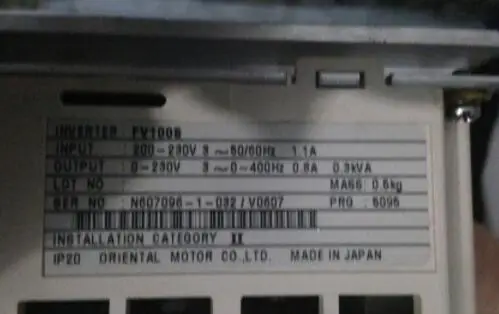 INVERTER FV100B
INPUT : 200-230V 3~50/60Hz 1.1A
OUTPUT : 0-230V 3~0-400Hz 0.8A 0.3kVA
LOT NO MASS: 0.5kg
SER NO : N607096-1-032/V0607 PRG : 5095
INSTALLATION CATEGORY II
IP20 ORIENTAL MOTOR CO.,LTD. MADE IN JAPAN